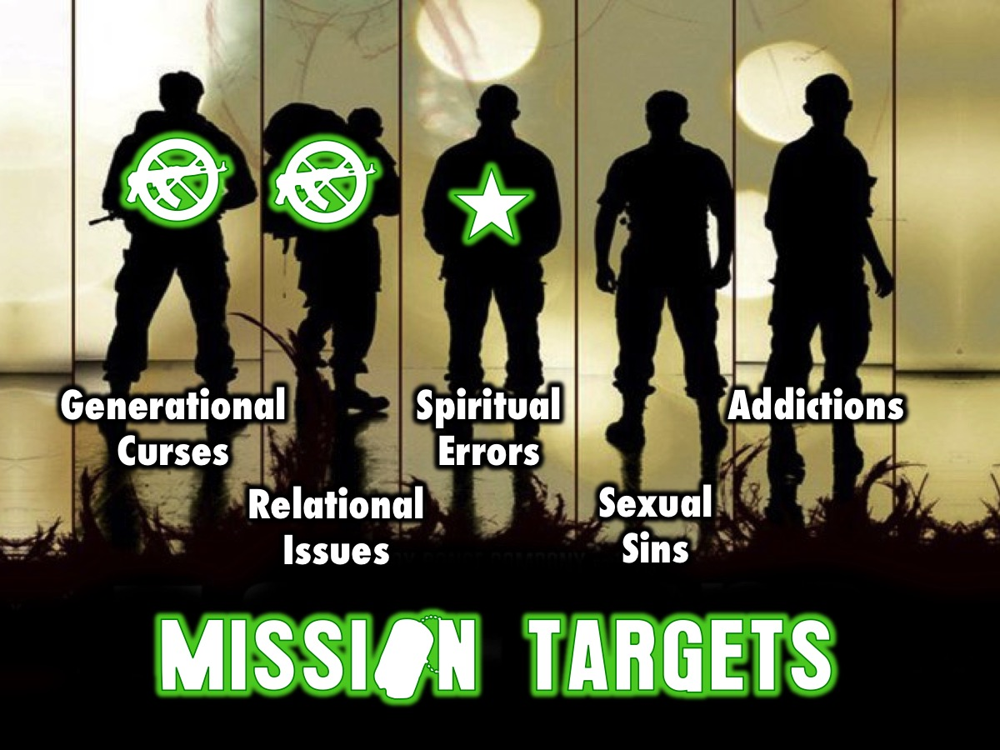 Generational
Curses
Relational
Issues
Spiritual
Errors
Sexual
Sins
Addictions
MISSION TARGETS